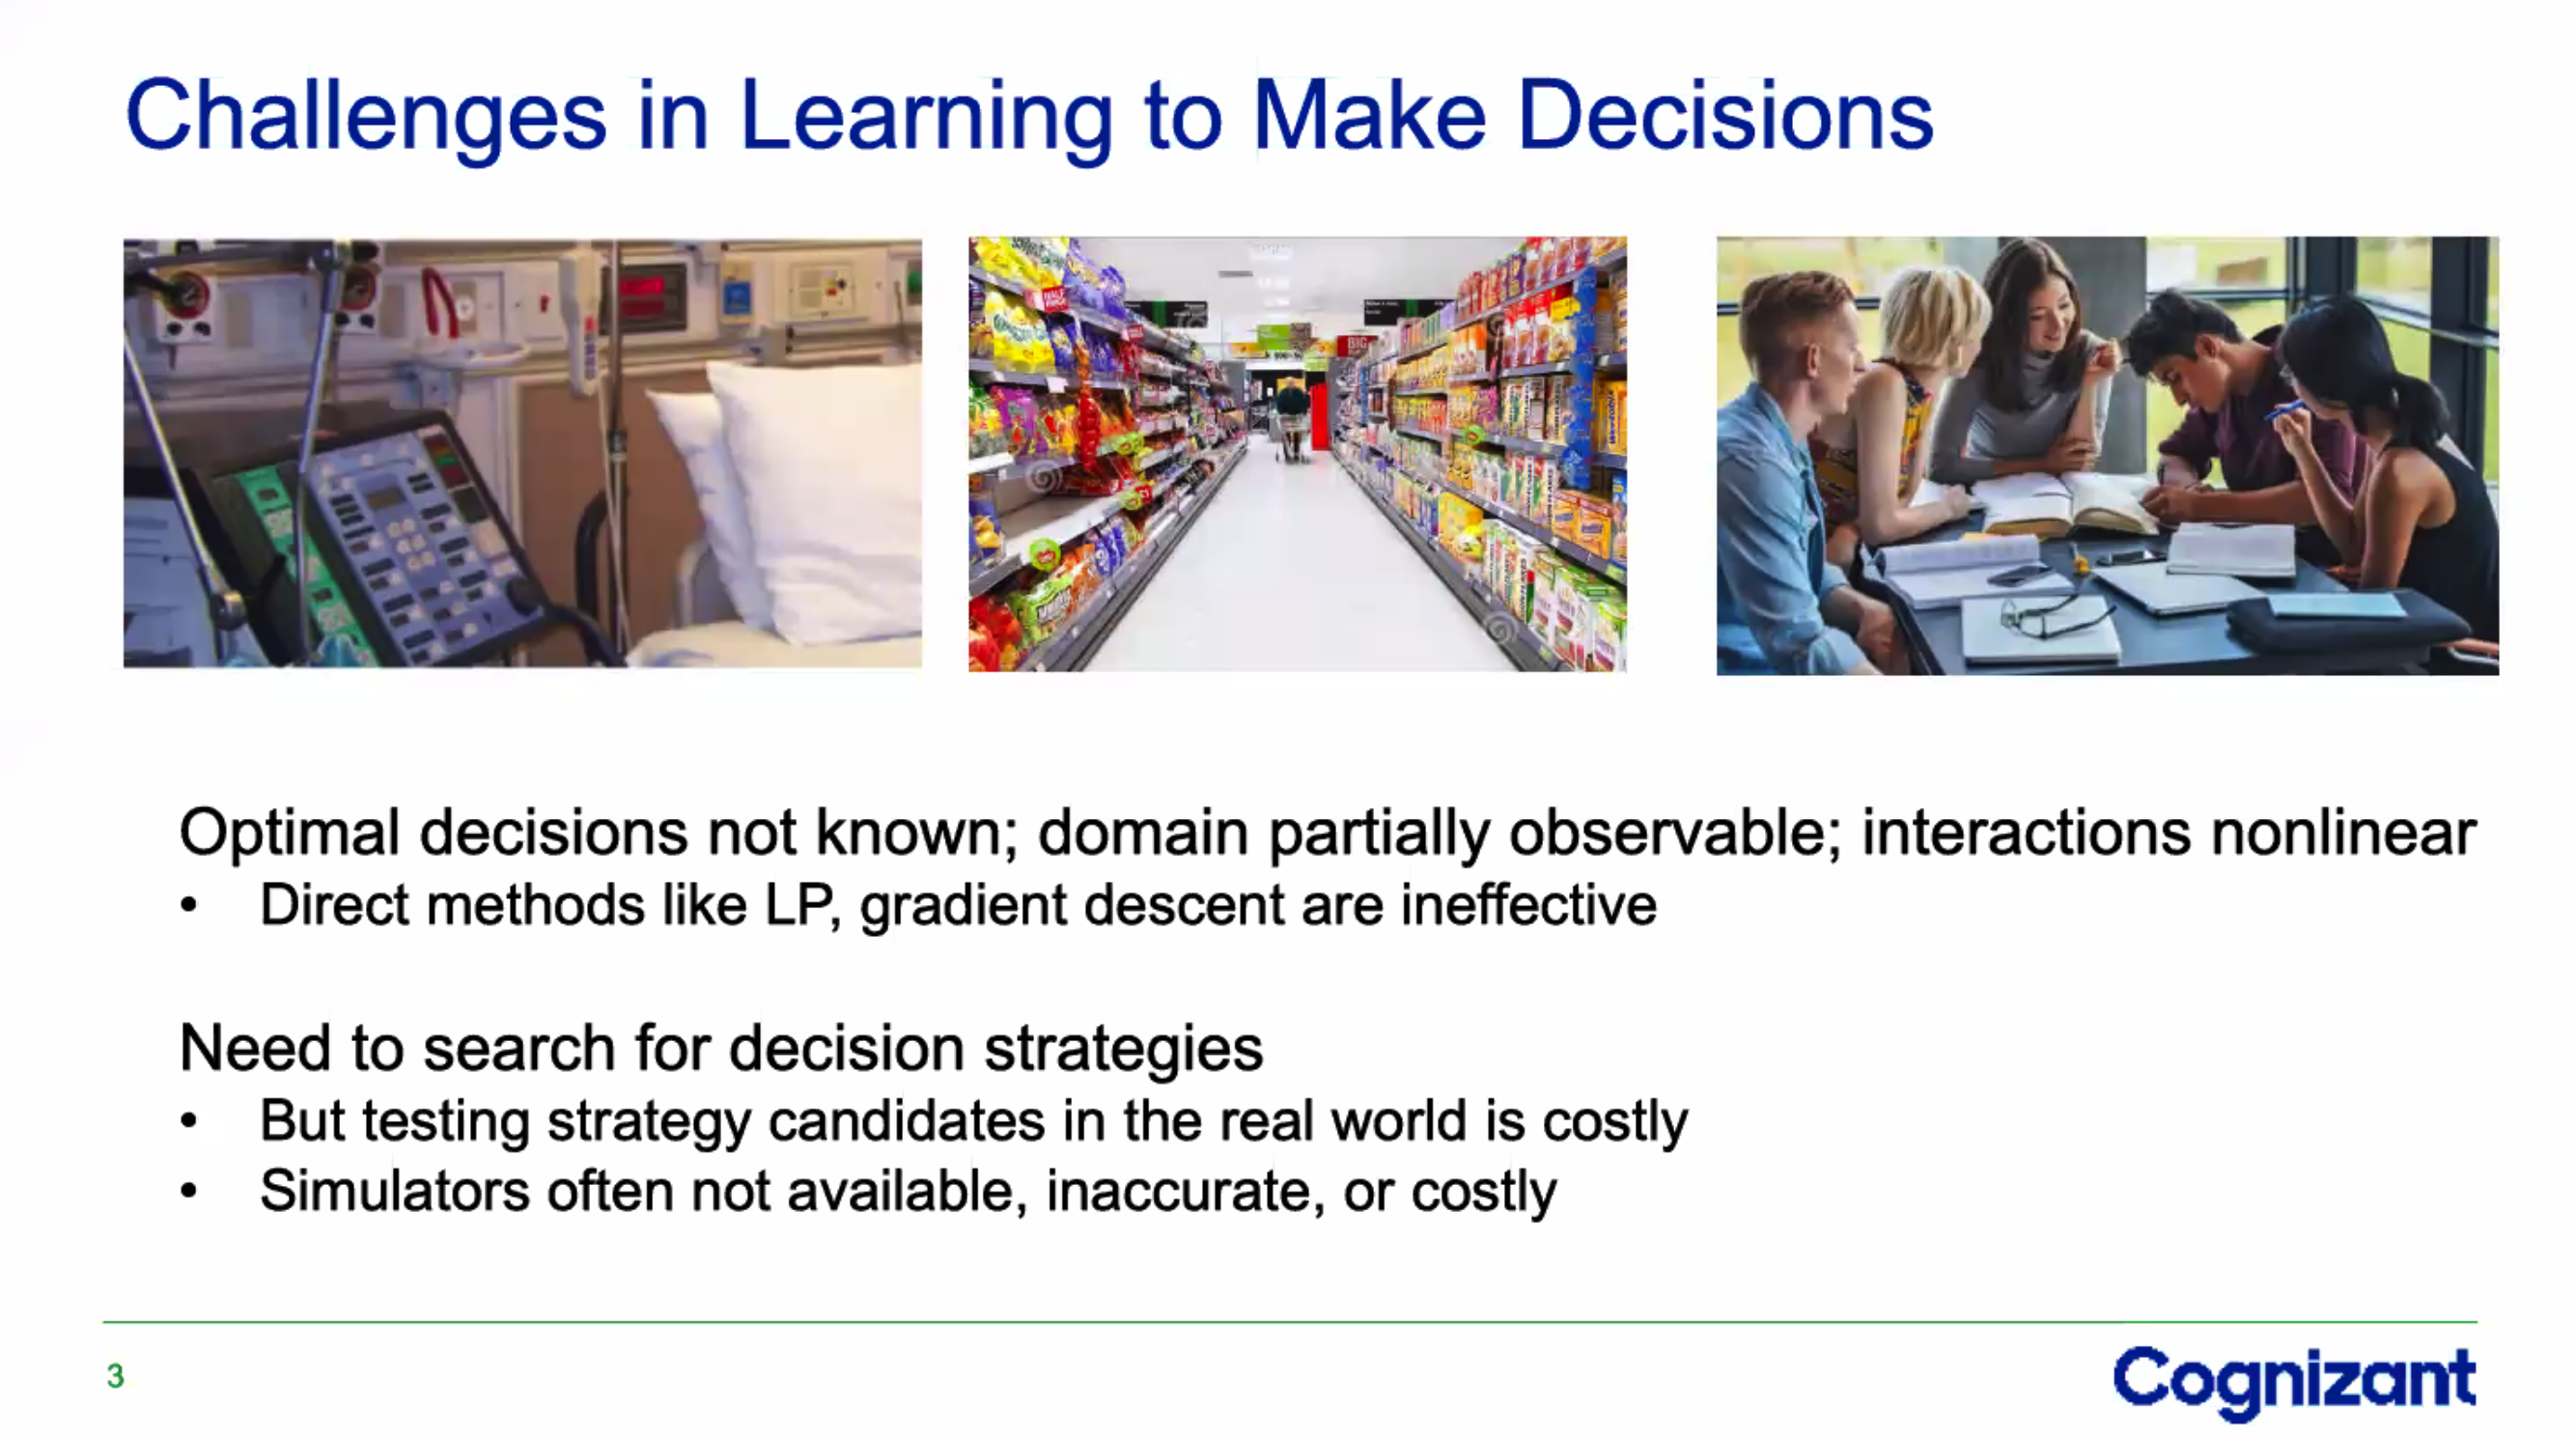 Challenges in Learning to Make Decisions
BIG
Optimal decisions not known; domain partially observable; interactions nonlinear
• Direct methods like LP, gradient descent are ineffective
Need to search for decision strategies
• But testing strategy candidates in the real world is costly
• Simulators often not available, inaccurate, or costly
3
Cognizant